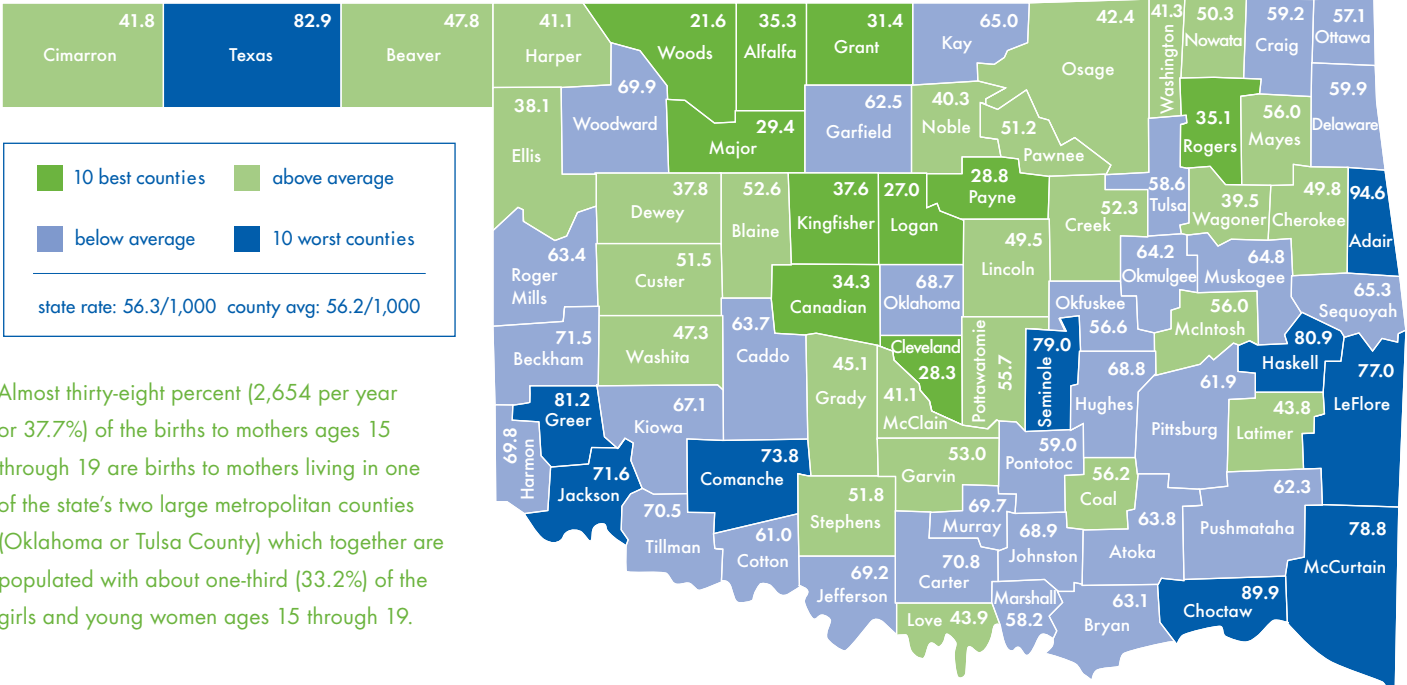 41.8
Cimarron
82.9
Texas
47.8
Beaver
41.1
Harper
21.6
Woods
35.3
Alfalfa
31.4
Grant
65.0
Kay
42.4
Osage
41.3
Washington
50.3
Nowata
59.2
Craig
57.1
Ottawa
38.1
Ellis
69.9
Woodward
29.4
Major
62.5
Garfield
40.3
Noble
51.2
Pawnee
35.1
Rogers
56.0
Mayes
59.9
Delaware
10 best counties
above average
below average
10 worst counties
state rate: 56.3/1,000 county avg: 56.2/1,000
37.8
Dewey
52.6
Blaine
37.6
Kingfisher
27.0
Logan
28.8
Payne
52.3
Creek
58.6
Tulsa
39.5
Wagoner
49.8
Cherokee
94.6
Adair
63.4
Roger
Mills
51.5
Custer
34.3
Canadian
68.7
Oklahoma
49.5
Lincoln
64.2
Okmulgee
64.8
Muskogee
65.3
Sequoyah
71.5
Beckham
47.3
Washita
63.7
Caddo
45.1
Grady
Cleveland
28.3
41.1
McClain
Pottawatomie
55.7
79.0
Seminole
Okfuskee
56.6
56.0
McIntosh
80.9
Haskell
77.0
LeFlore
68.8
Hughes
61.9
Pittsburg
43.8
Latimer
81.2
Greer
67.1
Kiowa
69.8
Harmon
71.6
Jackson
73.8
Comanche
53.0
Garvin
59.0
Pontotoc
56.2
Coal
62.3
Pushmataha
70.5
Tillman
61.0
Cotton
51.8
Stephens
69.7
Murray
68.9
Johnston
63.8
Atoka
78.8
McCurtain
69.2
Jefferson
70.8
Carter
Love 43.9
Marshall
58.2
63.1
Bryan
89.9
Choctaw
Almost thirty-eight percent (2,654 per year
or 37.7%) of the births to mothers ages 15
through 19 are births to mothers living in one
of the state's two large metropolitan counties
(Oklahoma or Tulsa County) which together are
populated with about one-third (33.2%) of the
girls and young women ages 15 through 19.